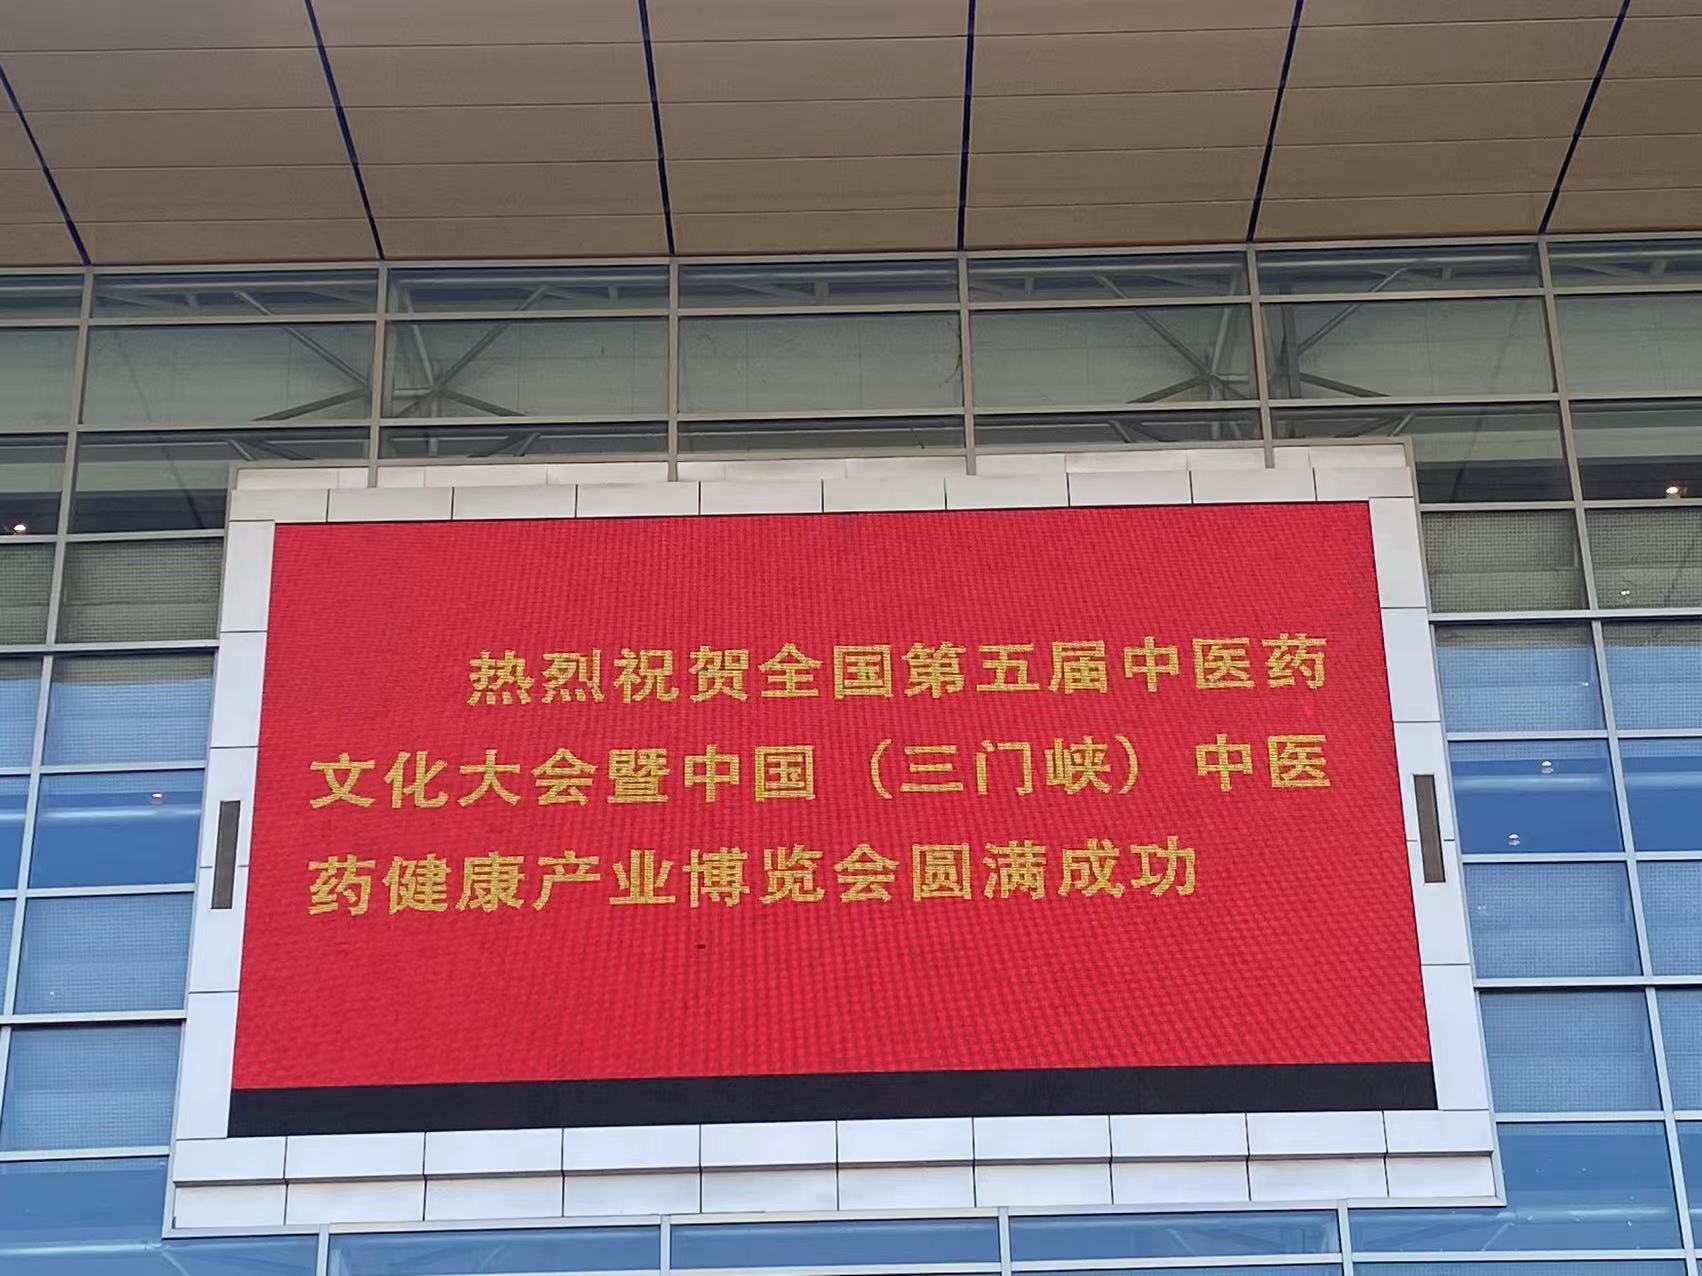 热烈祝贺全国第五届中医药
文化大会暨中国（三门峡）中医
药健康产业博览会圆满成功